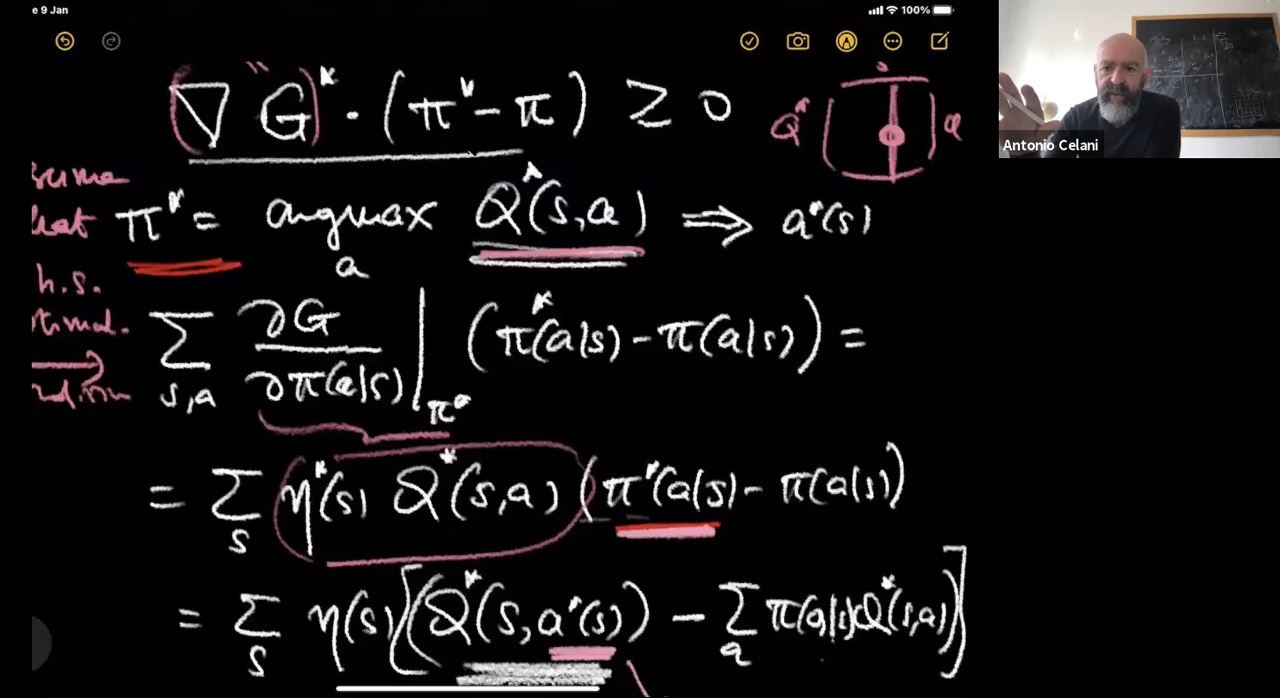 e 9 Jan
100%
(∇ "G)* · (π* - π) ≥ 0
Q* Q
Antonio Celani
π* = argmax Q*(s,a) ⟹ a*(s)
a
h.s.
∑ ∂G | (π*(a|s) - π(a|s)) =
s,a ∂π(a|s) | π*
= ∑ η*(s) Q*(s,a) (π*(a|s) - π(a|s))
s
= ∑ η(s) [(Q*(s,a*(s)) - ∑ π(a|s)Q*(s,a)]
s a